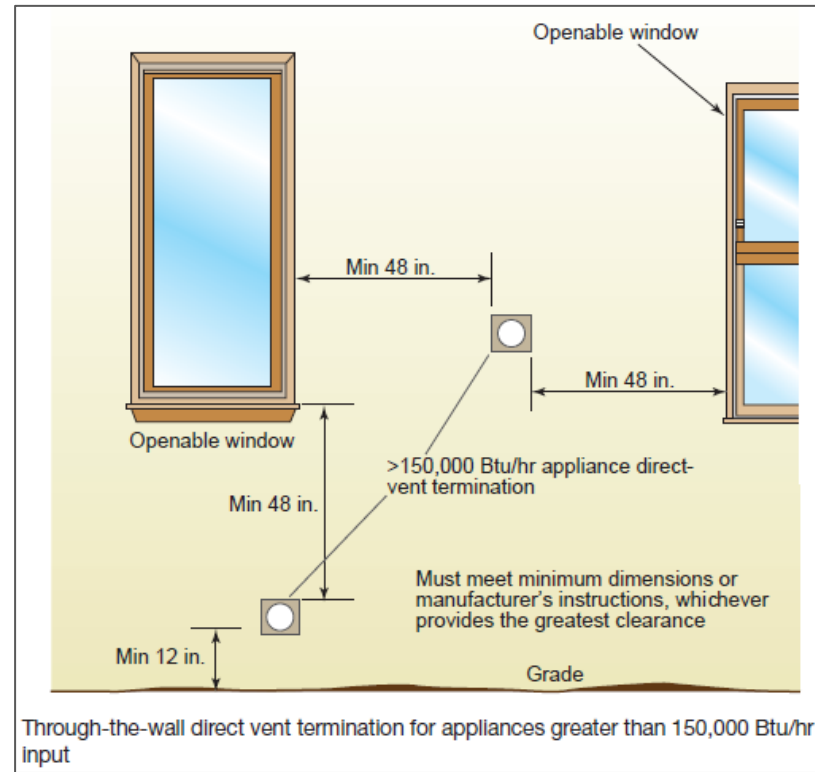 Openable window
Min 48 in.
Min 48 in.
Openable window
>150,000 Btu/hr appliance direct-
vent termination
Min 48 in.
Must meet minimum dimensions or
manufacturer's instructions, whichever
provides the greatest clearance
Min 12 in.
Grade
Through-the-wall direct vent termination for appliances greater than 150,000 Btu/hr
input